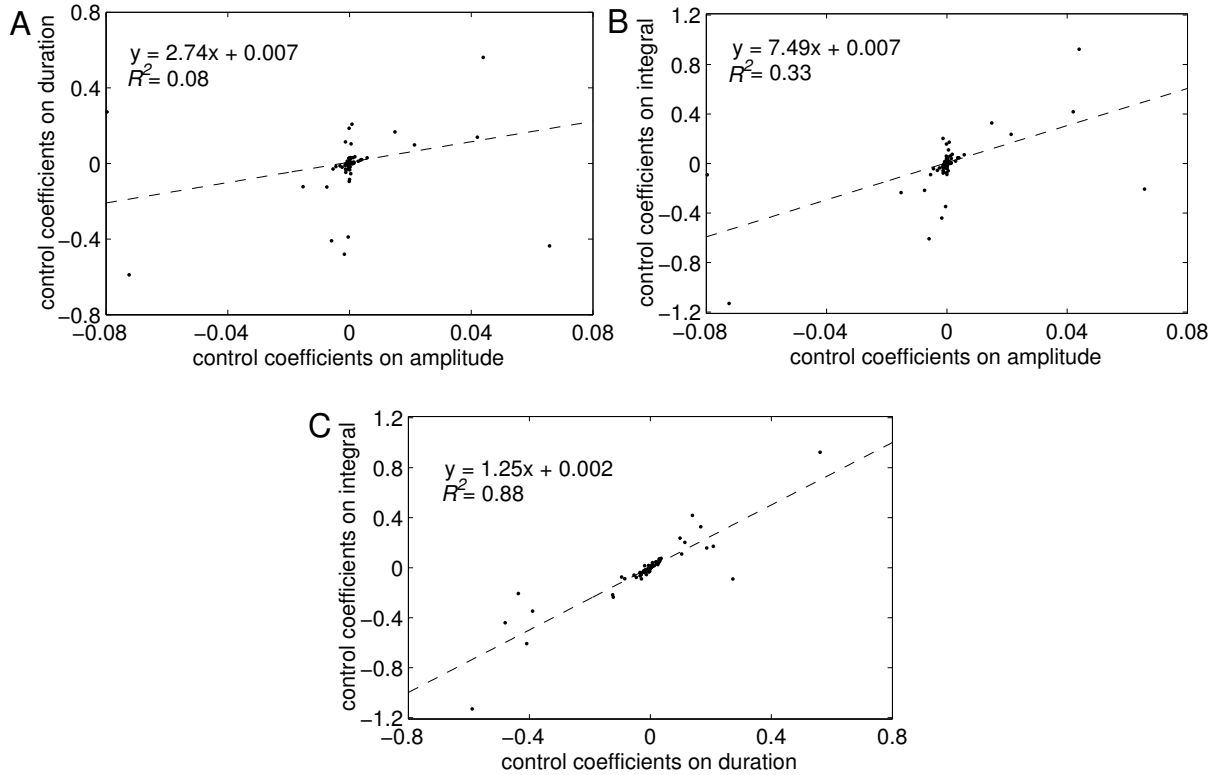 A
y = 2.74x + 0.007
R² = 0.08
control coefficients on duration
0.8
0.4
0
−0.4
−0.8
−0.08
−0.04
0
0.04
0.08
control coefficients on amplitude
B
y = 7.49x + 0.007
R² = 0.33
control coefficients on integral
1.2
0.8
0.4
0
−0.4
−0.8
−1.2
−0.08
−0.04
0
0.04
0.08
control coefficients on amplitude
C
y = 1.25x + 0.002
R² = 0.88
control coefficients on integral
1.2
0.8
0.4
0
−0.4
−0.8
−1.2
−0.8
−0.4
0
0.4
0.8
control coefficients on duration